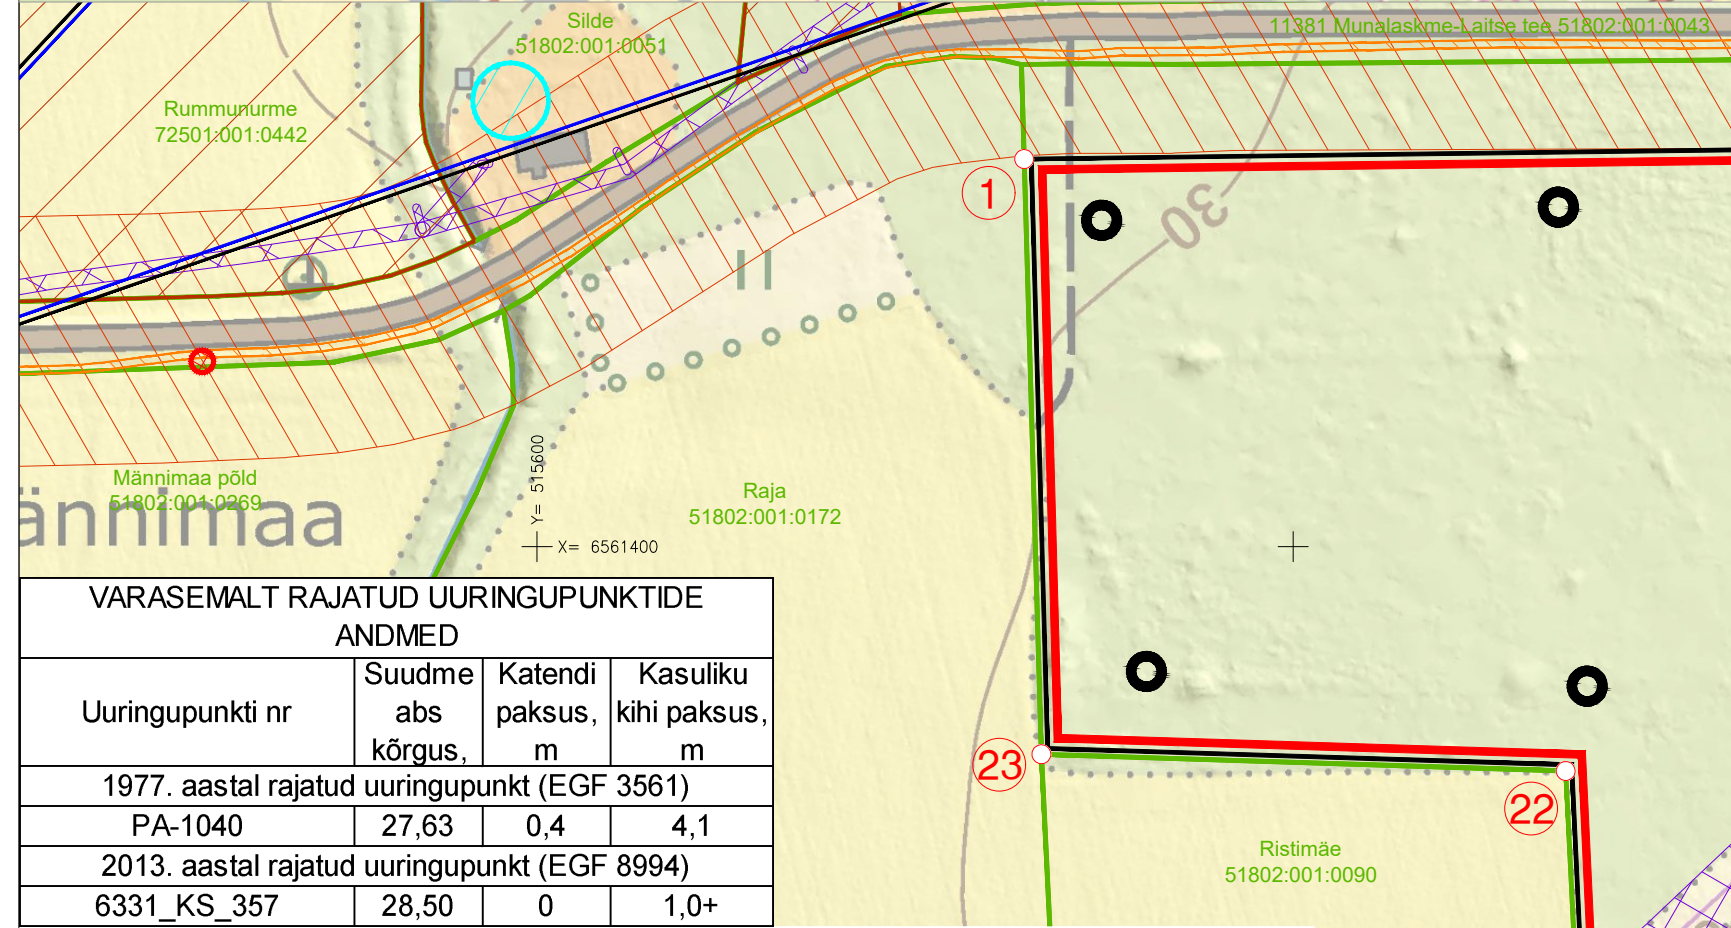 Silde
51802:001:0051
11381 Munalaskme-Laitse tee 51802:001:0043
Rummunurme
72501:001:0442
1
30
Männimaa põld
51802:001:0269
ännimaa
Raja
51802:001:0172
Y= 515600
X= 6561400
23
22
Ristimäe
51802:001:0090
VARASEMALT RAJATUD UURINGUPUNKTIDE
ANDMED
Uuringupunkti nr
Suudme
abs
kõrgus,
Katendi
paksus,
m
Kasuliku
kihi paksus,
m
1977. aastal rajatud uuringupunkt (EGF 3561)
PA-1040 27,63 0,4 4,1
2013. aastal rajatud uuringupunkt (EGF 8994)
6331_KS_357 28,50 0 1,0+